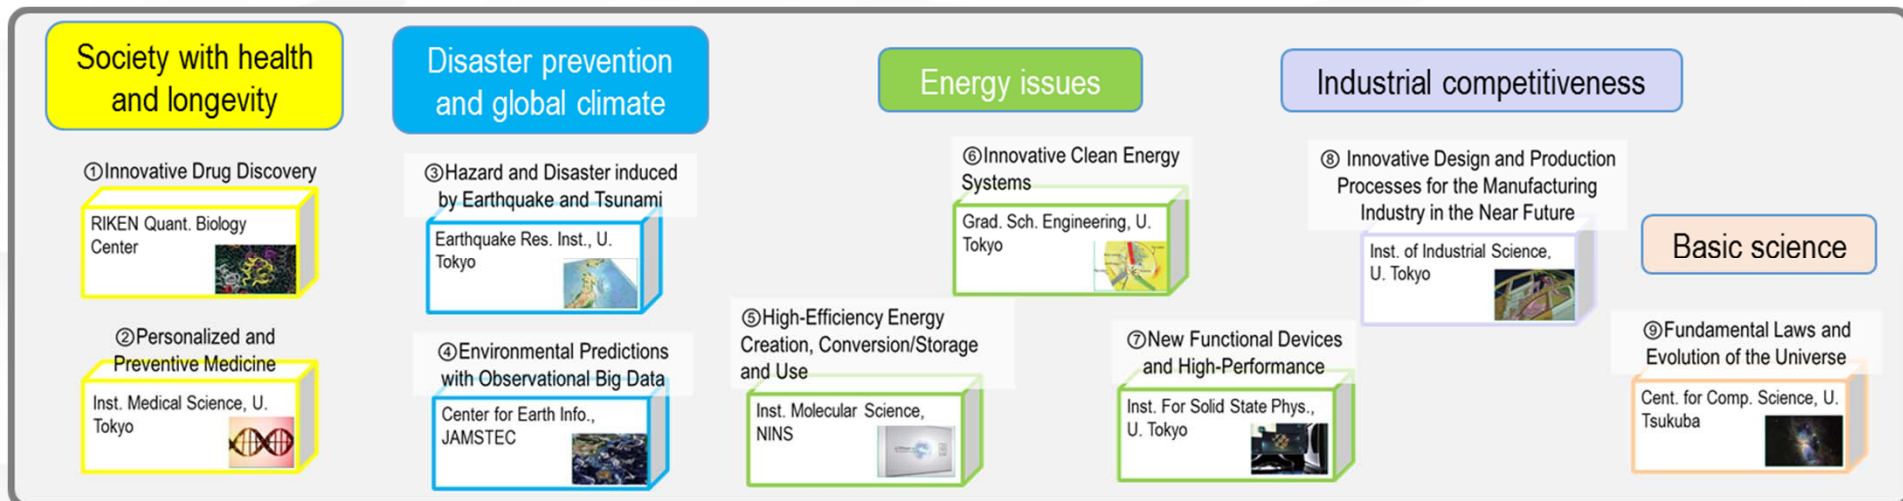 Society with health
and longevity
Disaster prevention
and global climate
Energy issues
Industrial competitiveness
Basic science
①Innovative Drug Discovery
RIKEN Quant. Biology
Center
②Personalized and
Preventive Medicine
Inst. Medical Science, U.
Tokyo
③Hazard and Disaster induced
by Earthquake and Tsunami
Earthquake Res. Inst., U.
Tokyo
④Environmental Predictions
with Observational Big Data
Center for Earth Info.,
JAMSTEC
⑤High-Efficiency Energy
Creation, Conversion/Storage
and Use
Inst. Molecular Science,
NINS
⑥Innovative Clean Energy
Systems
Grad. Sch. Engineering, U.
Tokyo
⑦New Functional Devices
and High-Performance
Inst. For Solid State Phys.,
U. Tokyo
⑧ Innovative Design and Production
Processes for the Manufacturing
Industry in the Near Future
Inst. of Industrial Science,
U. Tokyo
⑨Fundamental Laws and
Evolution of the Universe
Cent. for Comp. Science, U.
Tsukuba